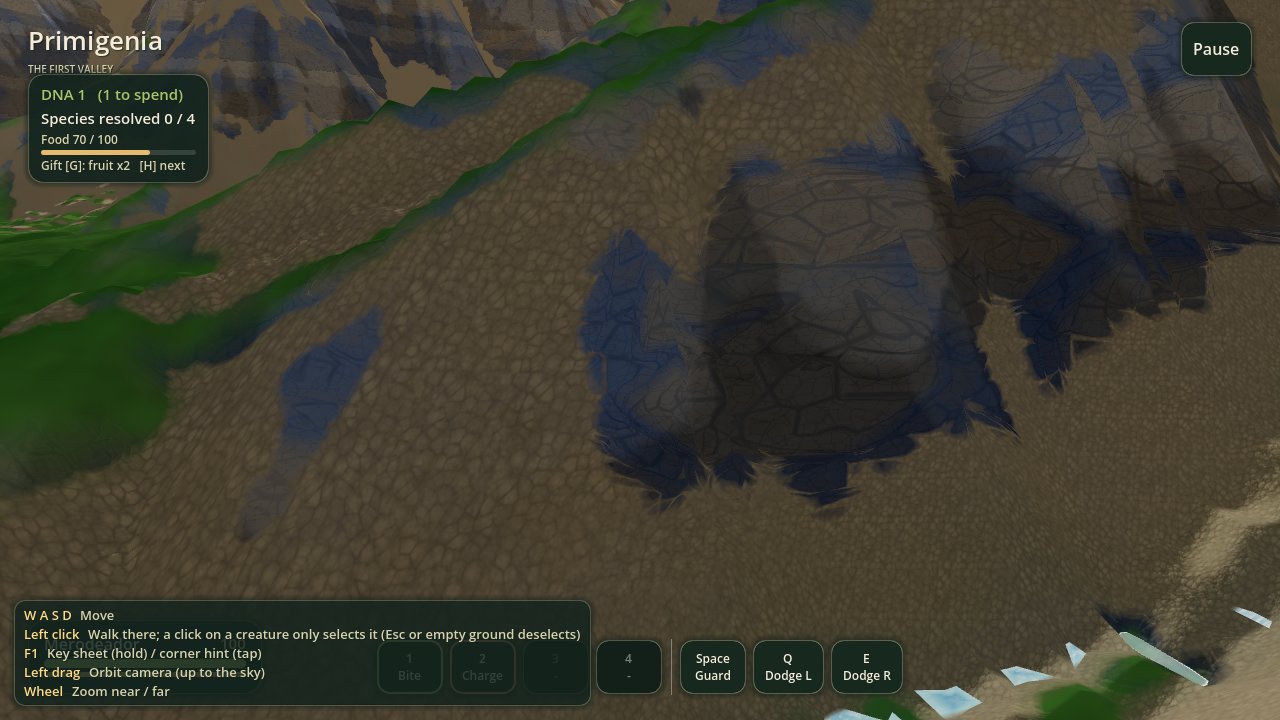 Primigenia
THE FIRST VALLEY
Pause
DNA 1 (1 to spend)
Species resolved 0 / 4
Food 70 / 100
Gift [G]: fruit x2 [H] next
W A S D Move
Left click Walk there; a click on a creature only selects it (Esc or empty ground deselects)
F1 Key sheet (hold) / corner hint (tap)
Left drag Orbit camera (up to the sky)
Wheel Zoom near / far
Merodeador 100
1
Bite
2
Charge
3
-
4
-
Space
Guard
Q
Dodge L
E
Dodge R